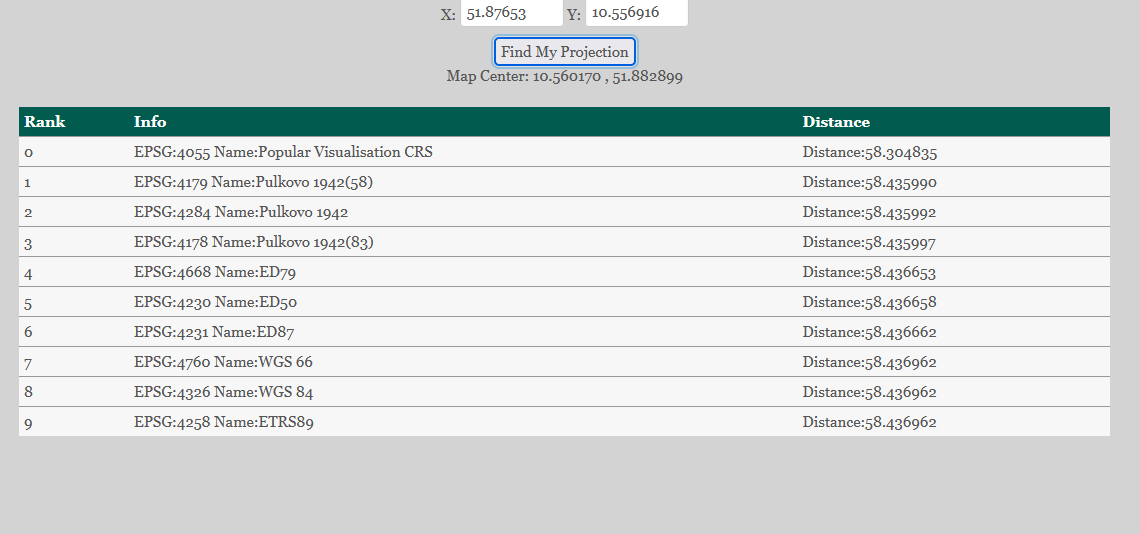 X: 51.87653 Y: 10.556916
Find My Projection
Map Center: 10.560170 , 51.882899
Rank Info Distance
0 EPSG:4055 Name:Popular Visualisation CRS Distance:58.304835
1 EPSG:4179 Name:Pulkovo 1942(58) Distance:58.435990
2 EPSG:4284 Name:Pulkovo 1942 Distance:58.435992
3 EPSG:4178 Name:Pulkovo 1942(83) Distance:58.435997
4 EPSG:4668 Name:ED79 Distance:58.436653
5 EPSG:4230 Name:ED50 Distance:58.436658
6 EPSG:4231 Name:ED87 Distance:58.436662
7 EPSG:4760 Name:WGS 66 Distance:58.436962
8 EPSG:4326 Name:WGS 84 Distance:58.436962
9 EPSG:4258 Name:ETRS89 Distance:58.436962